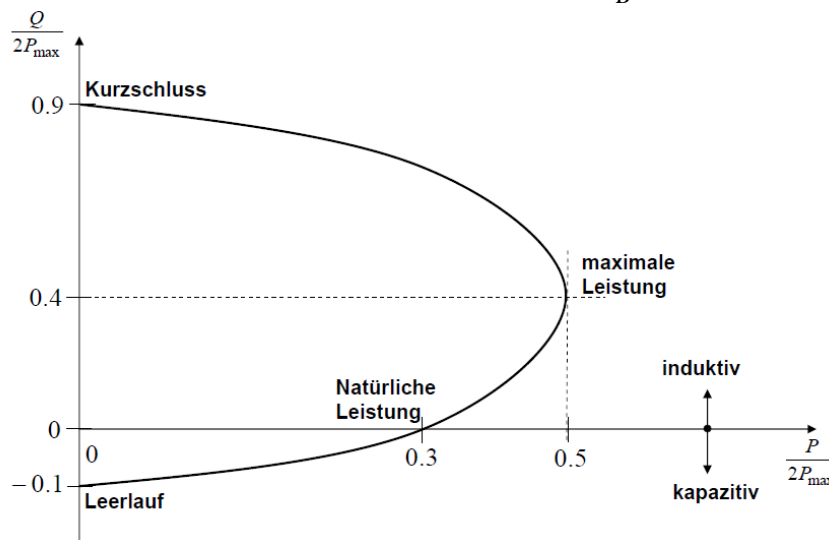 B
Q
2P_max
Kurzschluss
0.9
maximale
Leistung
0.4
induktiv
Natürliche
Leistung
0
0
0.3
0.5
P
2P_max
-0.1
Leerlauf
kapazitiv